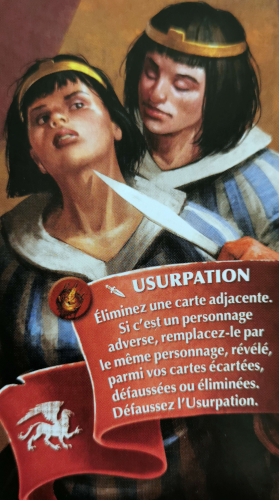 USURPATION
Éliminez une carte adjacente.
Si c'est un personnage
adverse, remplacez-le par
le même personnage, révélé,
parmi vos cartes écartées,
défaussées ou éliminées.
Défaussez l'Usurpation.